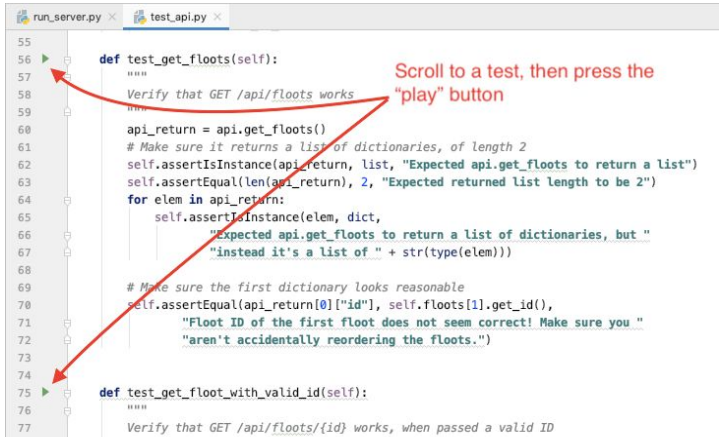 run_server.py × test_api.py ×
55
56 def test_get_floots(self):
57 """
58 Verify that GET /api/floots works
59 """
60 api_return = api.get_floots()
61 # Make sure it returns a list of dictionaries, of length 2
62 self.assertIsInstance(api_return, list, "Expected api.get_floots to return a list")
63 self.assertEqual(len(api_return), 2, "Expected returned list length to be 2")
64 for elem in api_return:
65 self.assertIsInstance(elem, dict,
66 "Expected api.get_floots to return a list of dictionaries, but "
67 "instead it's a list of " + str(type(elem)))
68
69 # Make sure the first dictionary looks reasonable
70 self.assertEqual(api_return[0]["id"], self.floots[1].get_id(),
71 "Floot ID of the first floot does not seem correct! Make sure you "
72 "aren't accidentally reordering the floots.")
73
74
75 def test_get_floot_with_valid_id(self):
76 """
77 Verify that GET /api/floots/{id} works, when passed a valid ID
Scroll to a test, then press the
“play” button